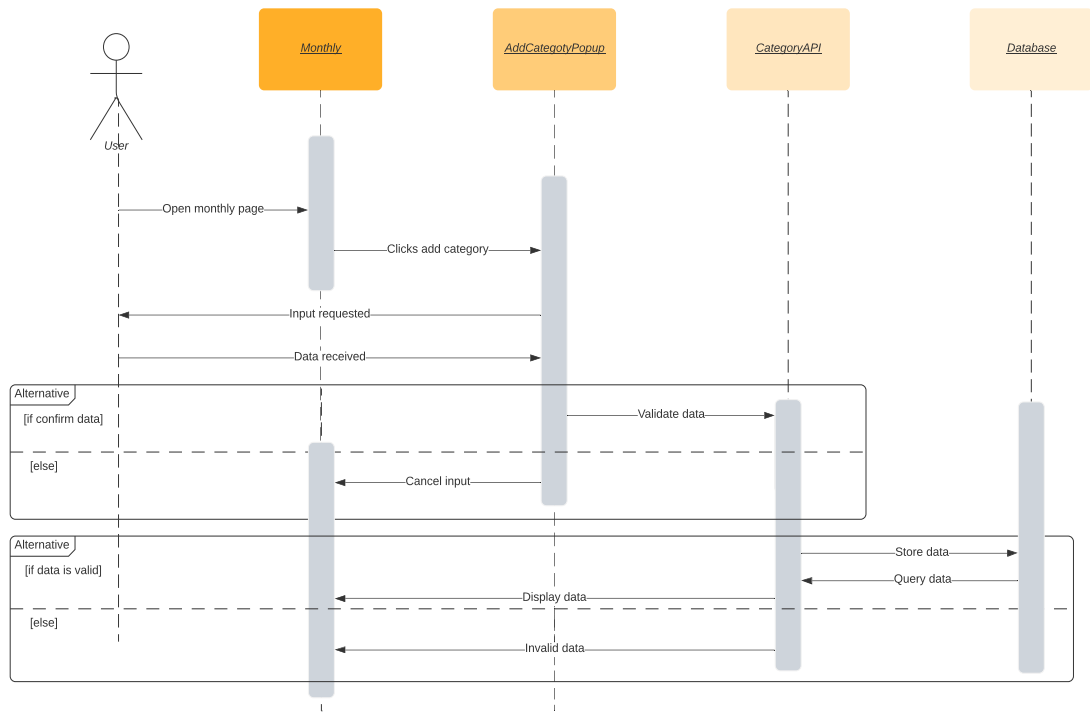 Monthly
AddCategotyPopup
CategoryAPI
Database
User
Open monthly page
Clicks add category
Input requested
Data received
Alternative
[if confirm data]
Validate data
[else]
Cancel input
Alternative
Store data
[if data is valid]
Query data
Display data
[else]
Invalid data